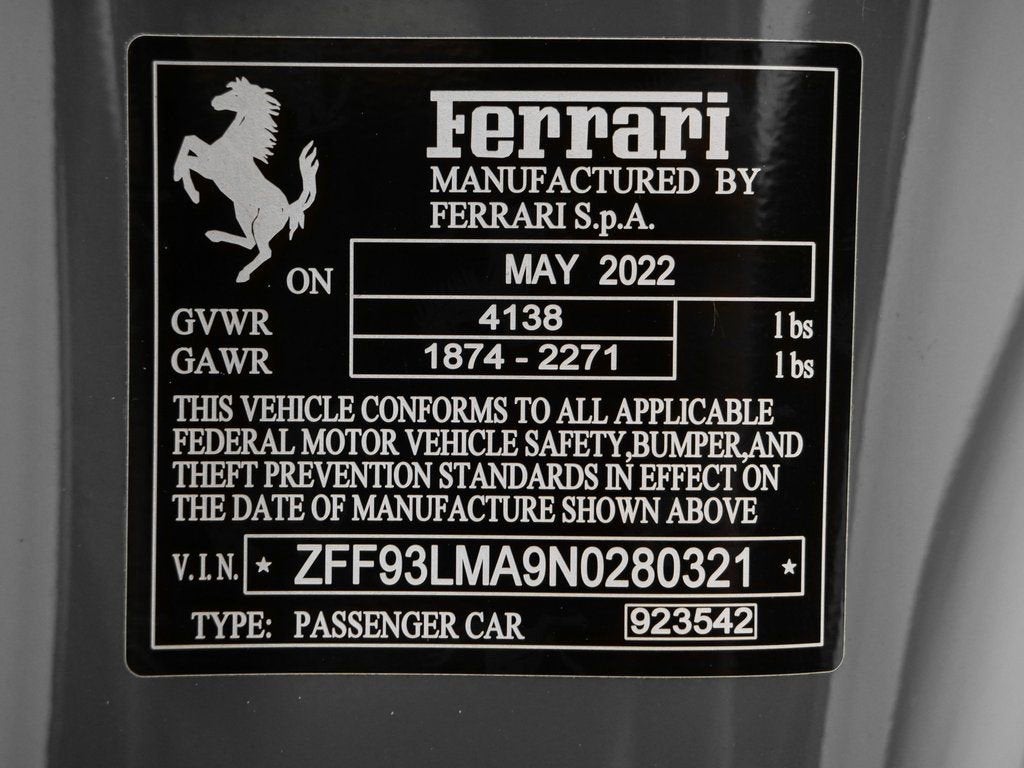 Ferrari
MANUFACTURED BY
FERRARI S.p.A.
ON MAY 2022
GVWR 4138 lbs
GAWR 1874 - 2271 lbs
THIS VEHICLE CONFORMS TO ALL APPLICABLE
FEDERAL MOTOR VEHICLE SAFETY,BUMPER,AND
THEFT PREVENTION STANDARDS IN EFFECT ON
THE DATE OF MANUFACTURE SHOWN ABOVE
V.I.N. ★ ZFF93LMA9N0280321 ★
TYPE: PASSENGER CAR 923542